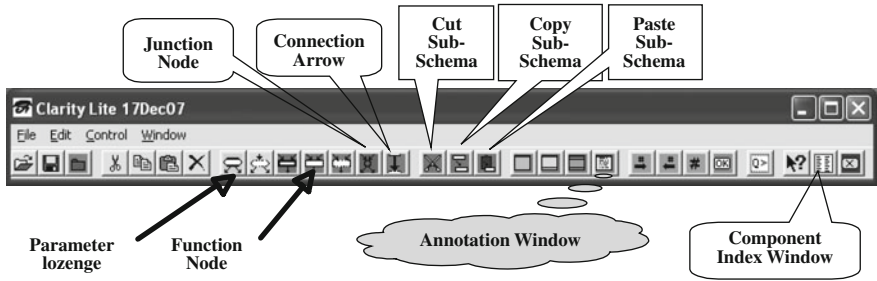 Junction
Node
Connection
Arrow
Cut
Sub-
Schema
Copy
Sub-
Schema
Paste
Sub-
Schema
Clarity Lite 17Dec07
File Edit Control Window
# OK Q> ?
Parameter
lozenge
Function
Node
Annotation Window
Component
Index Window